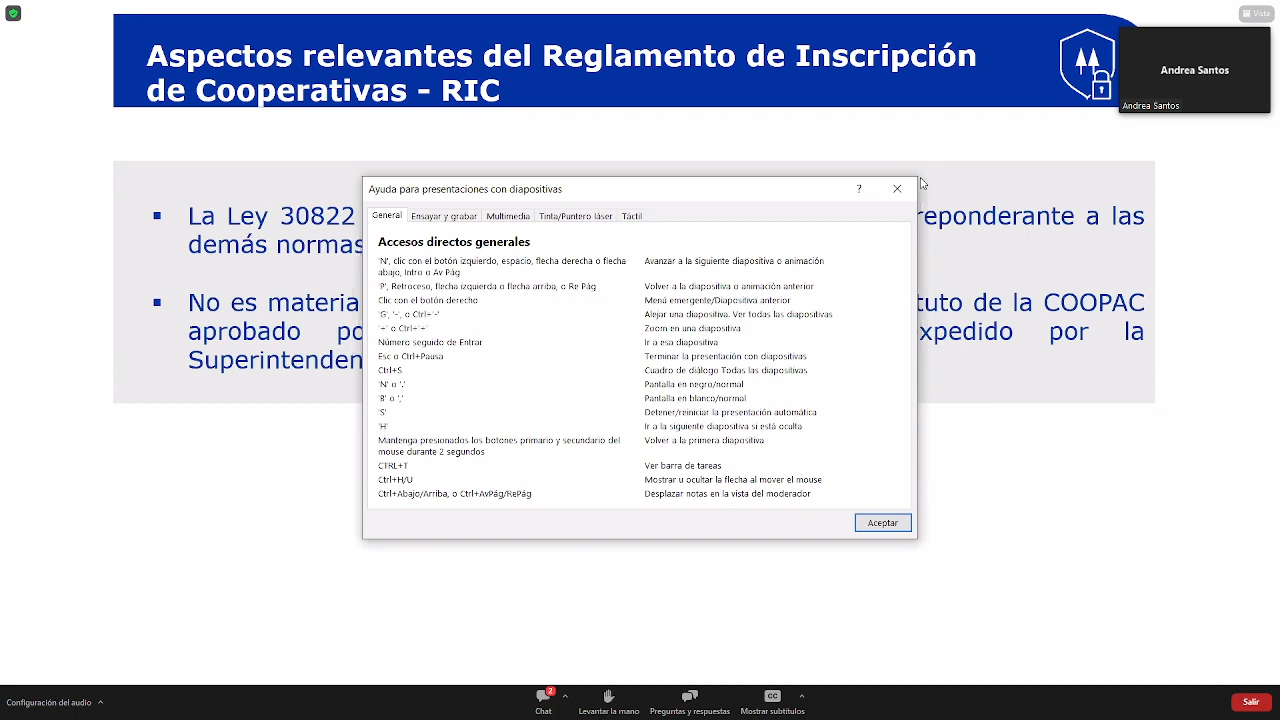 Vista
Aspectos relevantes del Reglamento de Inscripción
de Cooperativas - RIC
Andrea Santos
Andrea Santos
La Ley 30822
reponderante a las
demás normas
No es materia
tuto de la COOPAC
aprobado
xpedido por la
Superintenden
Ayuda para presentaciones con diapositivas
General Ensayar y grabar Multimedia Tinta/Puntero láser Táctil
Accesos directos generales
'N', clic con el botón izquierdo, espacio, flecha derecha o flecha abajo, Intro o Av Pág Avanzar a la siguiente diapositiva o animación
'P', Retroceso, flecha izquierda o flecha arriba, o Re Pág Volver a la diapositiva o animación anterior
Clic con el botón derecho Menú emergente/Diapositiva anterior
'G', '-', o Ctrl+'-' Alejar una diapositiva. Ver todas las diapositivas
'+' o Ctrl+'+' Zoom en una diapositiva
Número seguido de Entrar Ir a esa diapositiva
Esc o Ctrl+Pausa Terminar la presentación con diapositivas
Ctrl+S Cuadro de diálogo Todas las diapositivas
'N' o '.' Pantalla en negro/normal
'B' o ',' Pantalla en blanco/normal
'S' Detener/reiniciar la presentación automática
'H' Ir a la siguiente diapositiva si está oculta
Mantenga presionados los botones primario y secundario del mouse durante 2 segundos Volver a la primera diapositiva
CTRL+T Ver barra de tareas
Ctrl+H/U Mostrar u ocultar la flecha al mover el mouse
Ctrl+Abajo/Arriba, o Ctrl+AvPág/RePág Desplazar notas en la vista del moderador
Aceptar
Configuración del audio
2
CC
Chat Levantar la mano Preguntas y respuestas Mostrar subtítulos
Salir